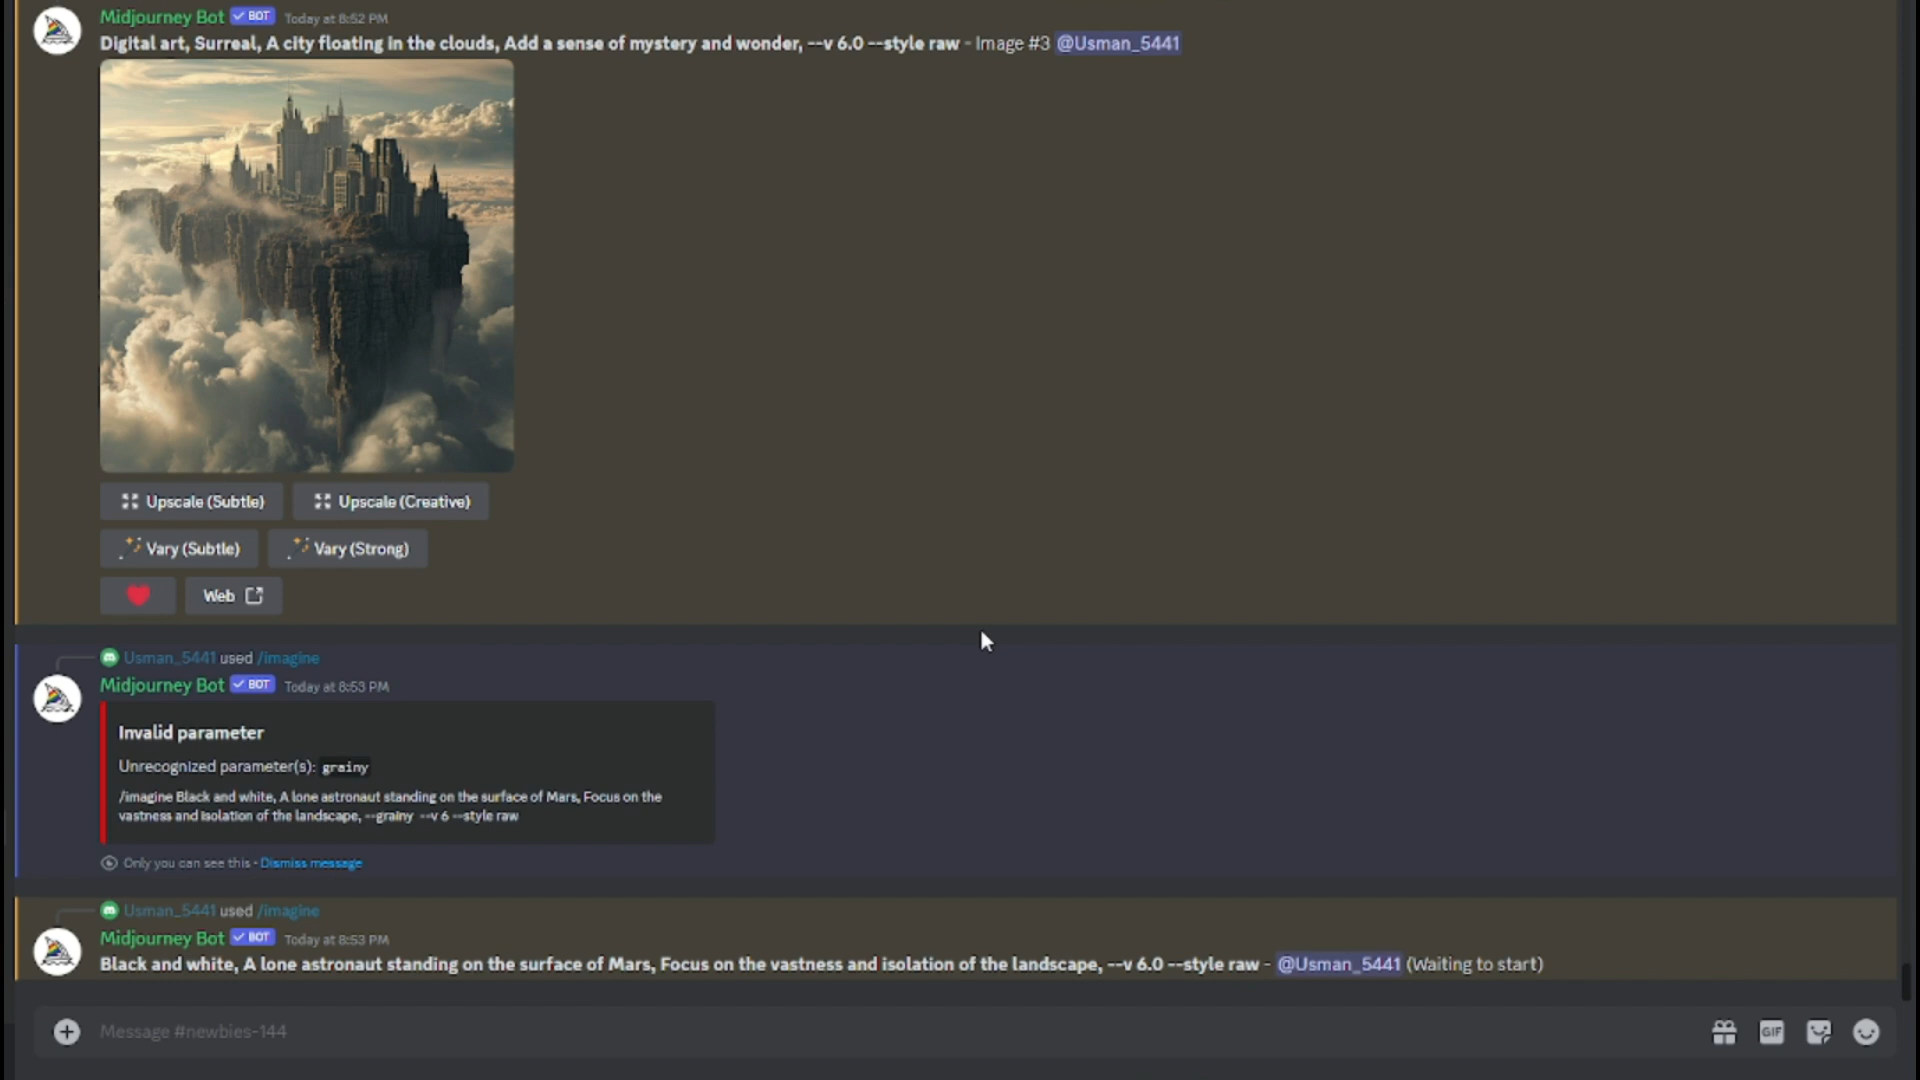 Midjourney Bot BOT Today at 8:52 PM
Digital art, Surreal, A city floating in the clouds, Add a sense of mystery and wonder, --v 6.0 --style raw - Image #3 @Usman_5441
Upscale (Subtle) Upscale (Creative)
Vary (Subtle) Vary (Strong)
Web
Usman_5441 used /imagine
Midjourney Bot BOT Today at 8:53 PM
Invalid parameter
Unrecognized parameter(s): grainy
/imagine Black and white, A lone astronaut standing on the surface of Mars, Focus on the
vastness and isolation of the landscape, --grainy --v 6 --style raw
Only you can see this • Dismiss message
Usman_5441 used /imagine
Midjourney Bot BOT Today at 8:53 PM
Black and white, A lone astronaut standing on the surface of Mars, Focus on the vastness and isolation of the landscape, --v 6.0 --style raw - @Usman_5441 (Waiting to start)
Message #newbies-144
GIF